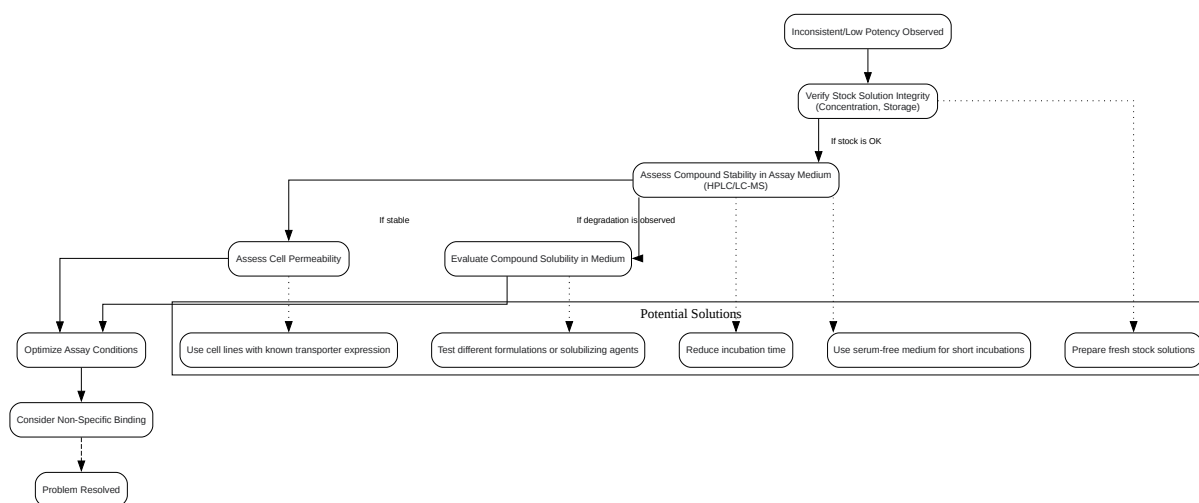 Inconsistent/Low Potency Observed
Verify Stock Solution Integrity
(Concentration, Storage)
If stock is OK
Assess Compound Stability in Assay Medium
(HPLC/LC-MS)
If stable
If degradation is observed
Assess Cell Permeability
Evaluate Compound Solubility in Medium
Potential Solutions
Optimize Assay Conditions
Use cell lines with known transporter expression
Test different formulations or solubilizing agents
Reduce incubation time
Use serum-free medium for short incubations
Prepare fresh stock solutions
Consider Non-Specific Binding
Problem Resolved